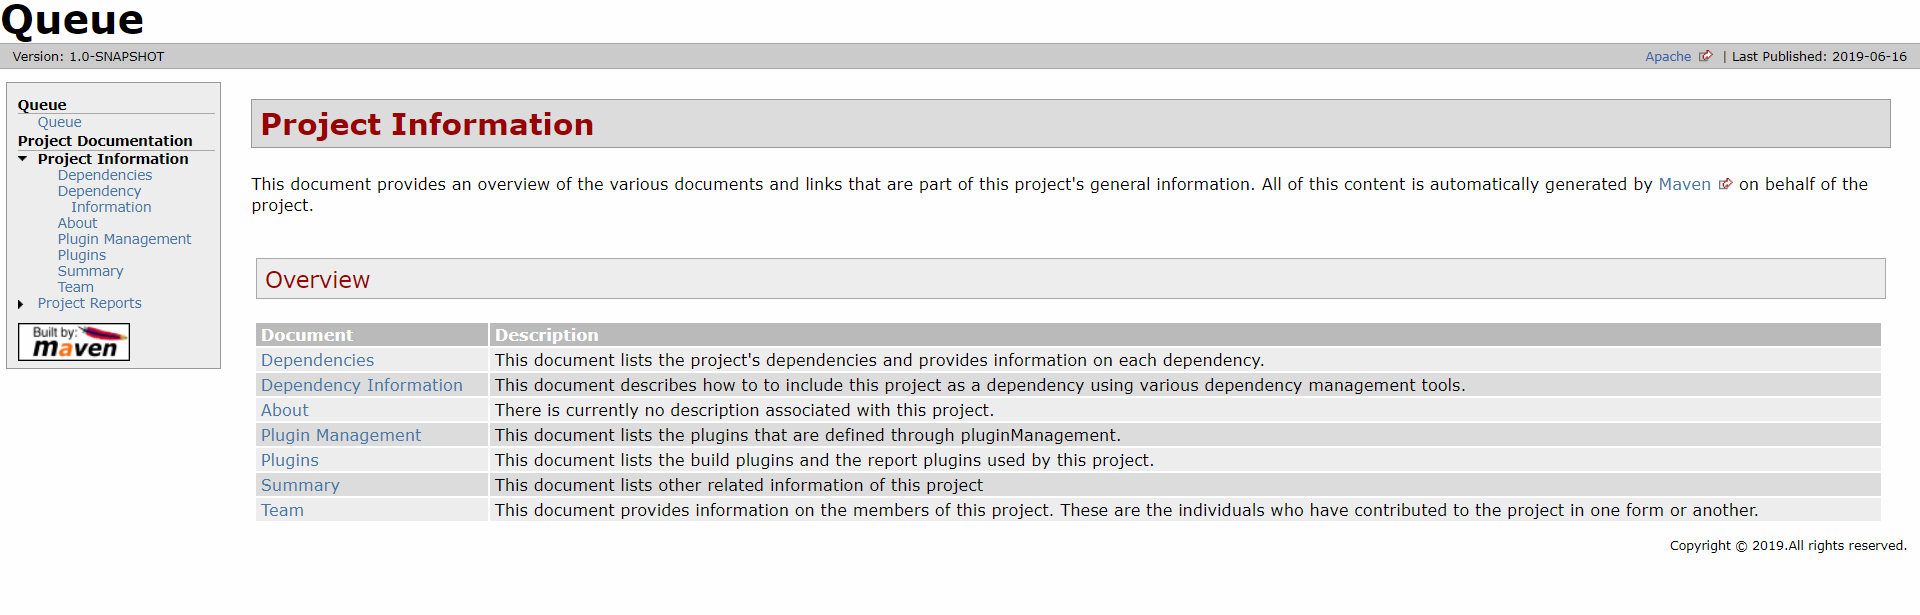 Queue
Version: 1.0-SNAPSHOT
Apache | Last Published: 2019-06-16
Queue
Queue
Project Documentation
Project Information
Dependencies
Dependency
Information
About
Plugin Management
Plugins
Summary
Team
Project Reports
Built by:
maven
Project Information
This document provides an overview of the various documents and links that are part of this project's general information. All of this content is automatically generated by Maven on behalf of the
project.
Overview
Document Description
Dependencies This document lists the project's dependencies and provides information on each dependency.
Dependency Information This document describes how to to include this project as a dependency using various dependency management tools.
About There is currently no description associated with this project.
Plugin Management This document lists the plugins that are defined through pluginManagement.
Plugins This document lists the build plugins and the report plugins used by this project.
Summary This document lists other related information of this project
Team This document provides information on the members of this project. These are the individuals who have contributed to the project in one form or another.
Copyright © 2019.All rights reserved.